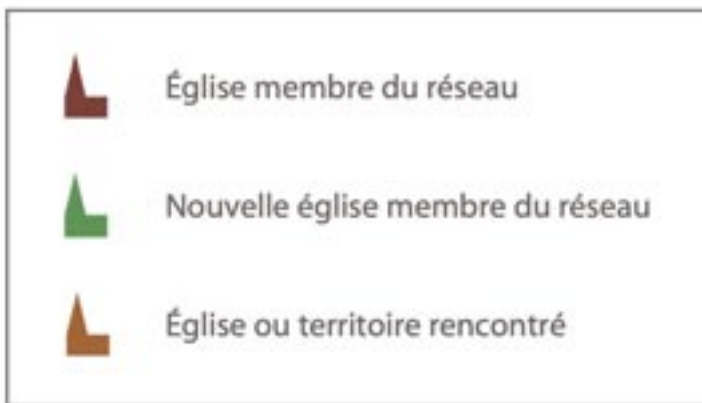 Église membre du réseau
Nouvelle église membre du réseau
Église ou territoire rencontré